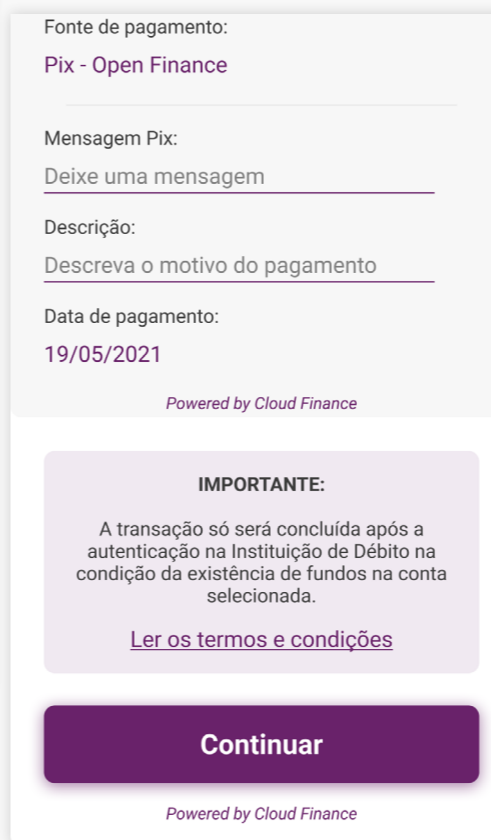 Fonte de pagamento:
Pix - Open Finance
Mensagem Pix:
Deixe uma mensagem
Descrição:
Descreva o motivo do pagamento
Data de pagamento:
19/05/2021
Powered by Cloud Finance
IMPORTANTE:
A transação só será concluída após a
autenticação na Instituição de Débito na
condição da existência de fundos na conta
selecionada.
Ler os termos e condições
Continuar
Powered by Cloud Finance